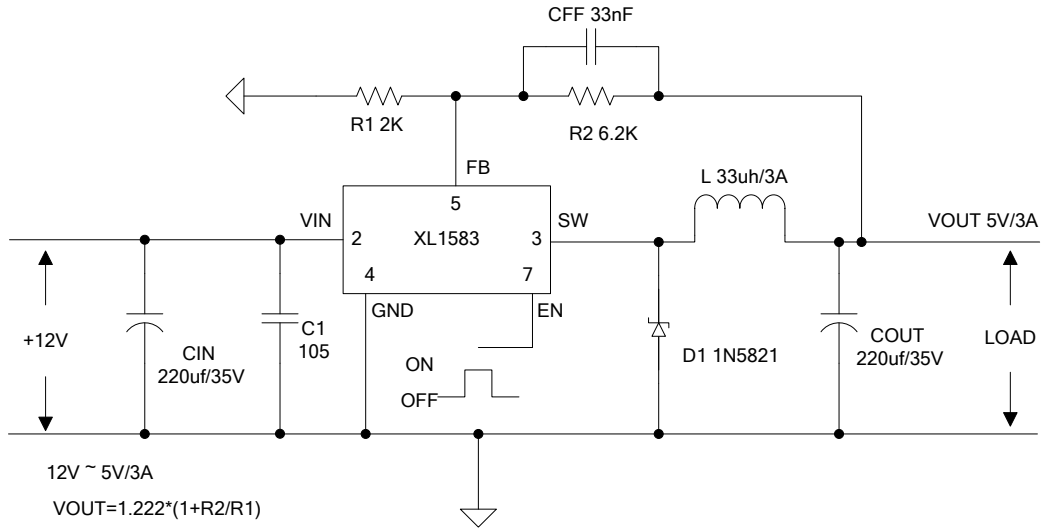 CFF 33nF
R1 2K
R2 6.2K
FB
L 33uh/3A
5
VIN
SW
VOUT 5V/3A
2
XL1583
3
4
7
GND
EN
+12V
C1
105
CIN
220uf/35V
ON
OFF
D1 1N5821
COUT
220uf/35V
LOAD
12V ~ 5V/3A
VOUT=1.222*(1+R2/R1)